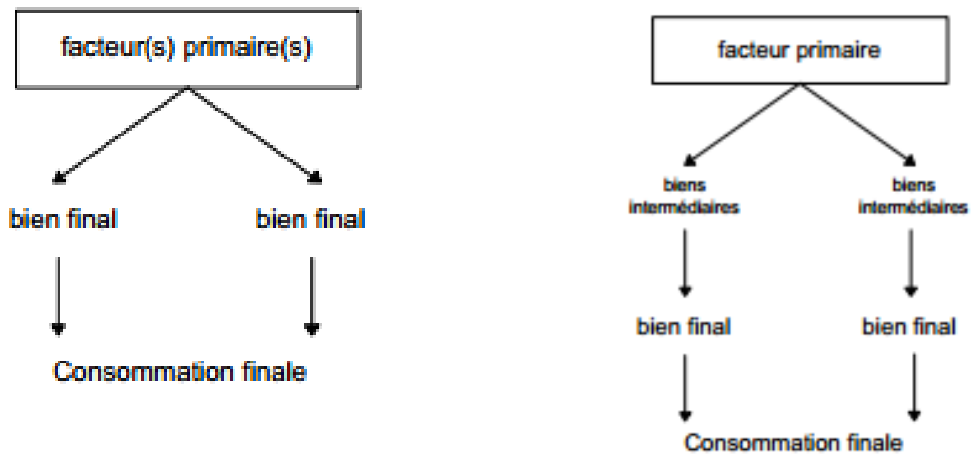 facteur(s) primaire(s)
bien final
bien final
Consommation finale
facteur primaire
biens
intermédiaires
biens
intermédiaires
bien final
bien final
Consommation finale